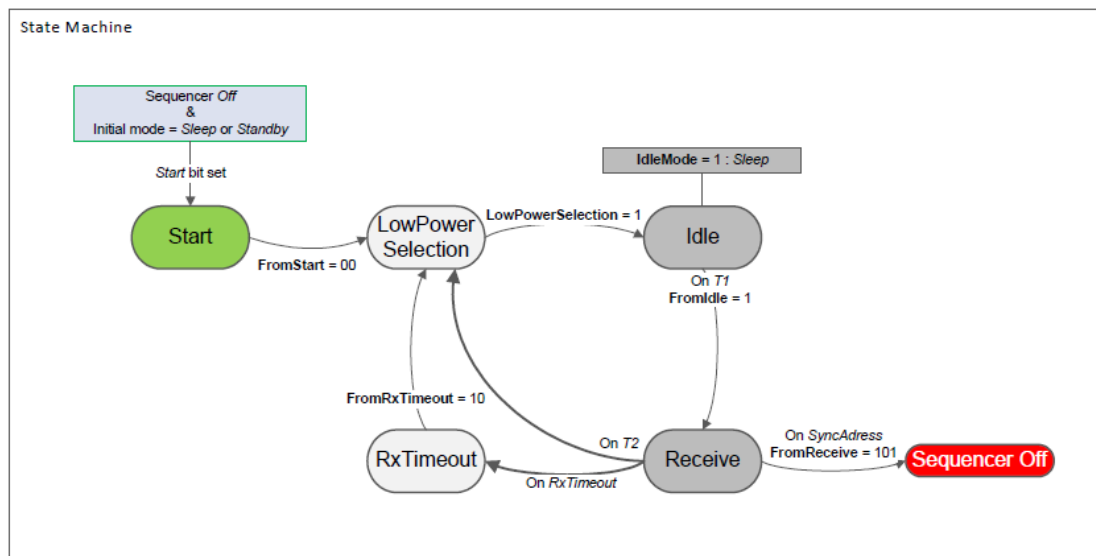 State Machine
Sequencer Off
&
Initial mode = Sleep or Standby
Start bit set
IdleMode = 1 : Sleep
Start
LowPower
Selection
LowPowerSelection = 1
Idle
FromStart = 00
On T1
FromIdle = 1
FromRxTimeout = 10
On T2
On SyncAdress
FromReceive = 101
RxTimeout
Receive
Sequencer Off
On RxTimeout